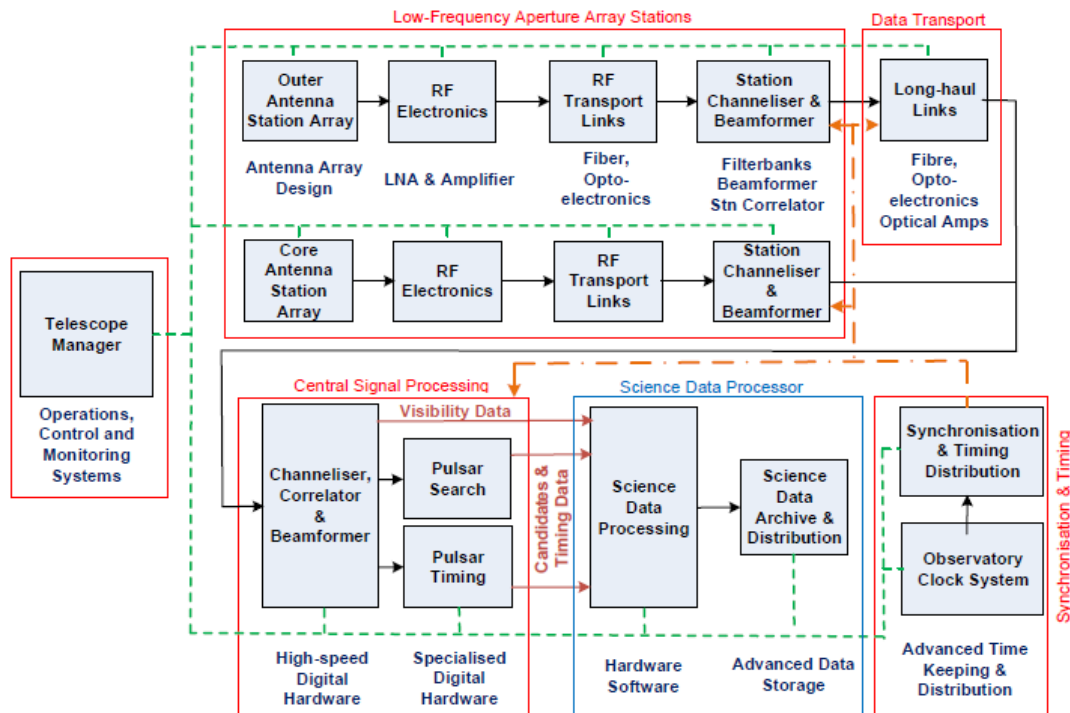 Low-Frequency Aperture Array Stations
Data Transport
Outer
Antenna
Station Array
RF
Electronics
RF
Transport
Links
Station
Channeliser &
Beamformer
Long-haul
Links
Antenna Array
Design
LNA & Amplifier
Fiber,
Opto-
electronics
Filterbanks
Beamformer
Stn Correlator
Fibre,
Opto-
electronics
Optical Amps
Core
Antenna
Station
Array
RF
Electronics
RF
Transport
Links
Station
Channeliser
&
Beamformer
Telescope
Manager
Operations,
Control and
Monitoring
Systems
Central Signal Processing
Science Data Processor
Synchronisation & Timing
Visibility Data
Channeliser,
Correlator
&
Beamformer
Pulsar
Search
Pulsar
Timing
Candidates &
Timing Data
Science
Data
Processing
Science
Data
Archive &
Distribution
Synchronisation
& Timing
Distribution
Observatory
Clock System
High-speed
Digital
Hardware
Specialised
Digital
Hardware
Hardware
Software
Advanced Data
Storage
Advanced Time
Keeping &
Distribution